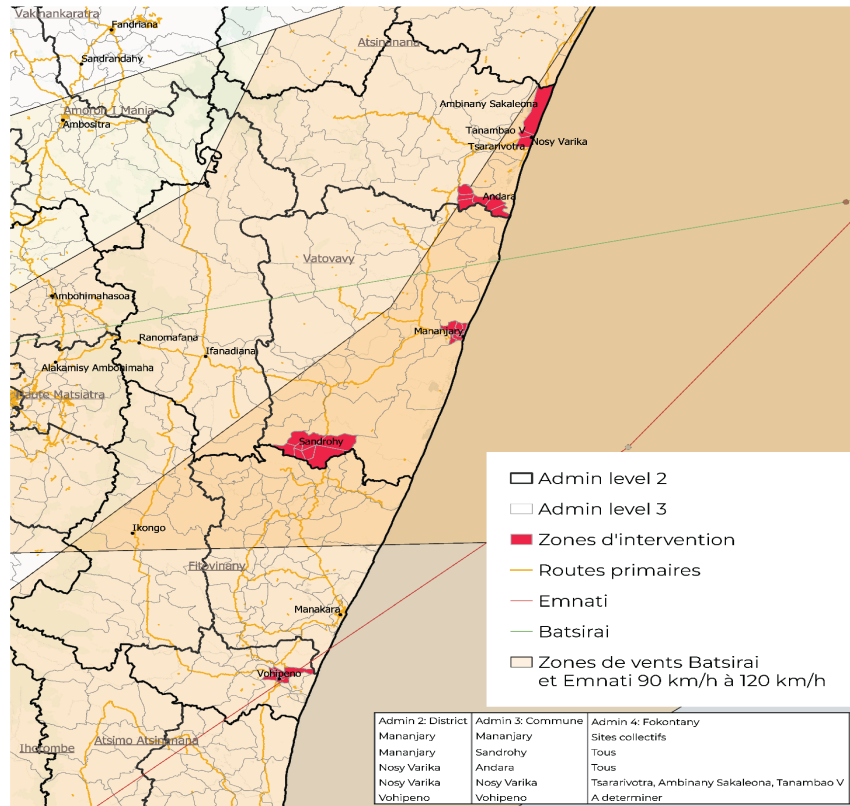 Vakinankaratra
Fandriana
Sandrandahy
Atsinanana
Amoron I Mania
Ambositra
Ambinany Sakaleona
Tanambao V
Nosy Varika
Tsararivotra
Andara
Vatovavy
Ambohimahasoa
Mananjary
Ranomafana
Ifanadiana
Alakamisy Ambohimaha
Haute Matsiatra
Sandrohy
Ikongo
Fitovinany
Manakara
Vohipeno
Ihorombe
Atsimo Atsinanana
Admin level 2
Admin level 3
Zones d'intervention
Routes primaires
Emnati
Batsirai
Zones de vents Batsirai
et Emnati 90 km/h à 120 km/h
Admin 2: District Admin 3: Commune Admin 4: Fokontany
Mananjary Mananjary Sites collectifs
Mananjary Sandrohy Tous
Nosy Varika Andara Tous
Nosy Varika Nosy Varika Tsararivotra, Ambinany Sakaleona, Tanambao V
Vohipeno Vohipeno A determiner